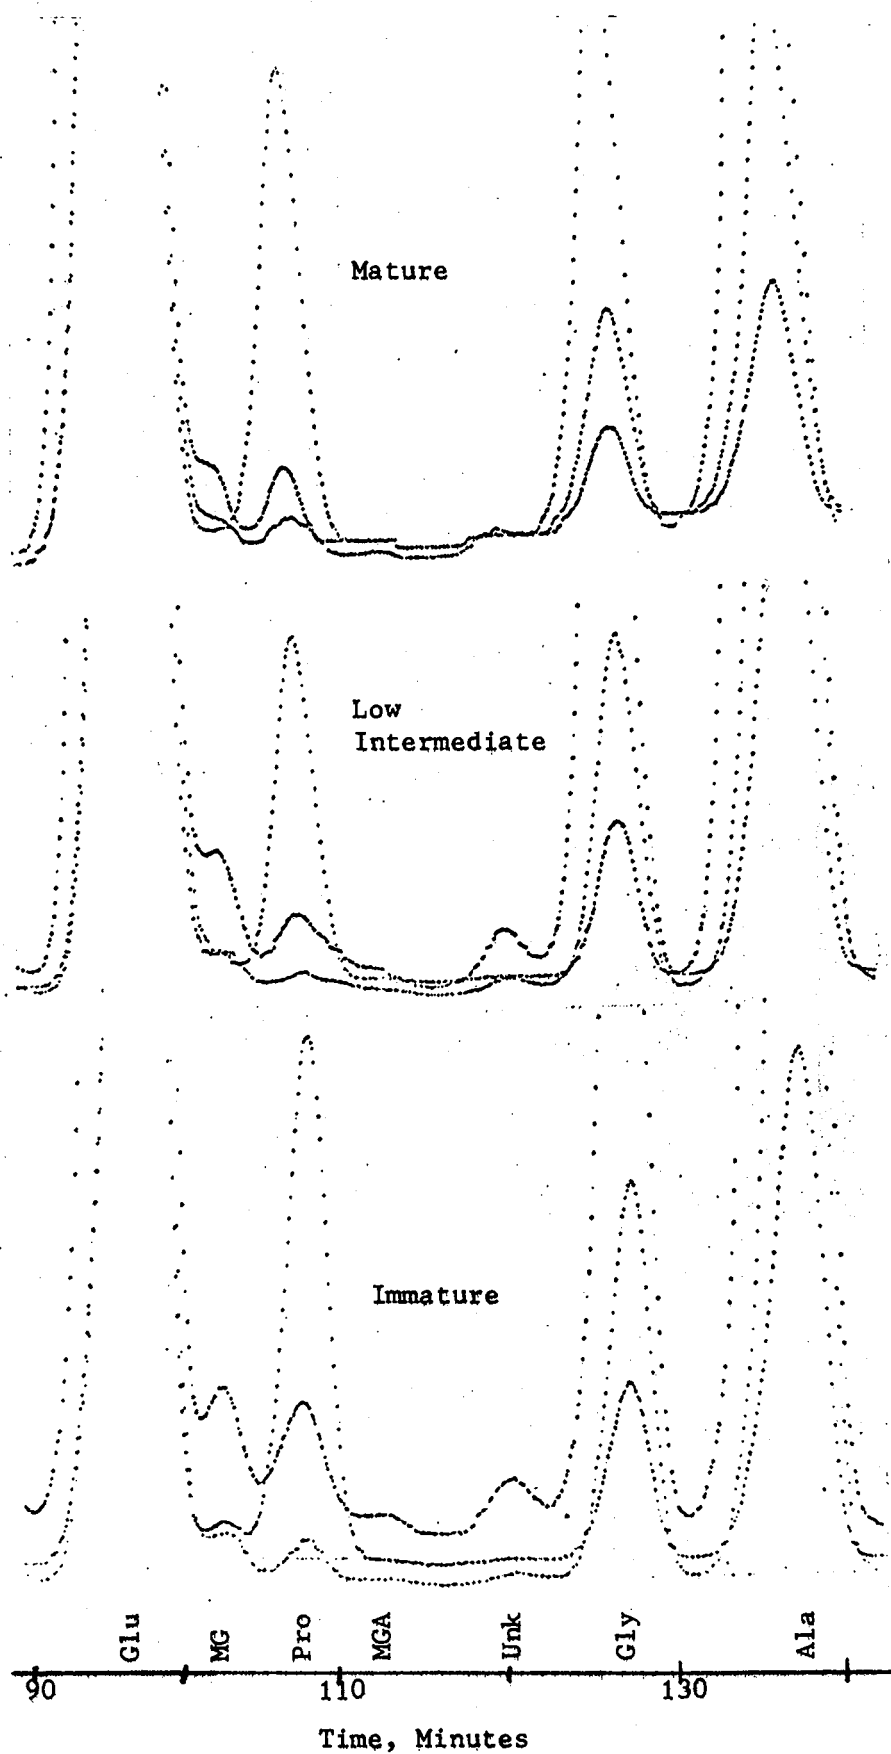 Mature
Low
Intermediate
Immature
Glu MG Pro MGA Unk Gly Ala
90 110 130
Time, Minutes